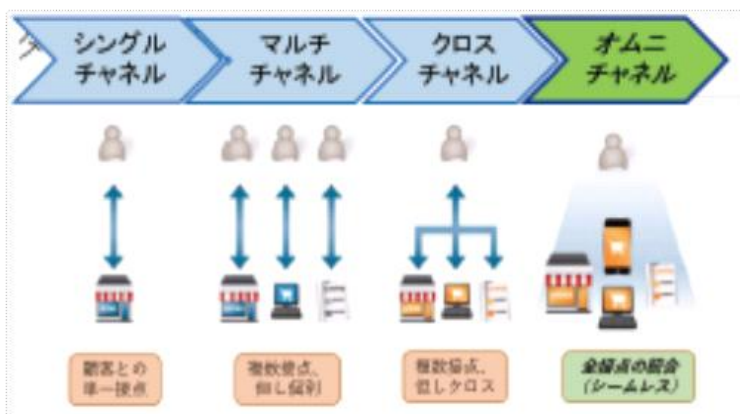 シングル
チャネル
マルチ
チャネル
クロス
チャネル
オムニ
チャネル
顧客との
単一接点
複数接点、
但し個別
複数接点、
但しクロス
全接点の統合
(シームレス)